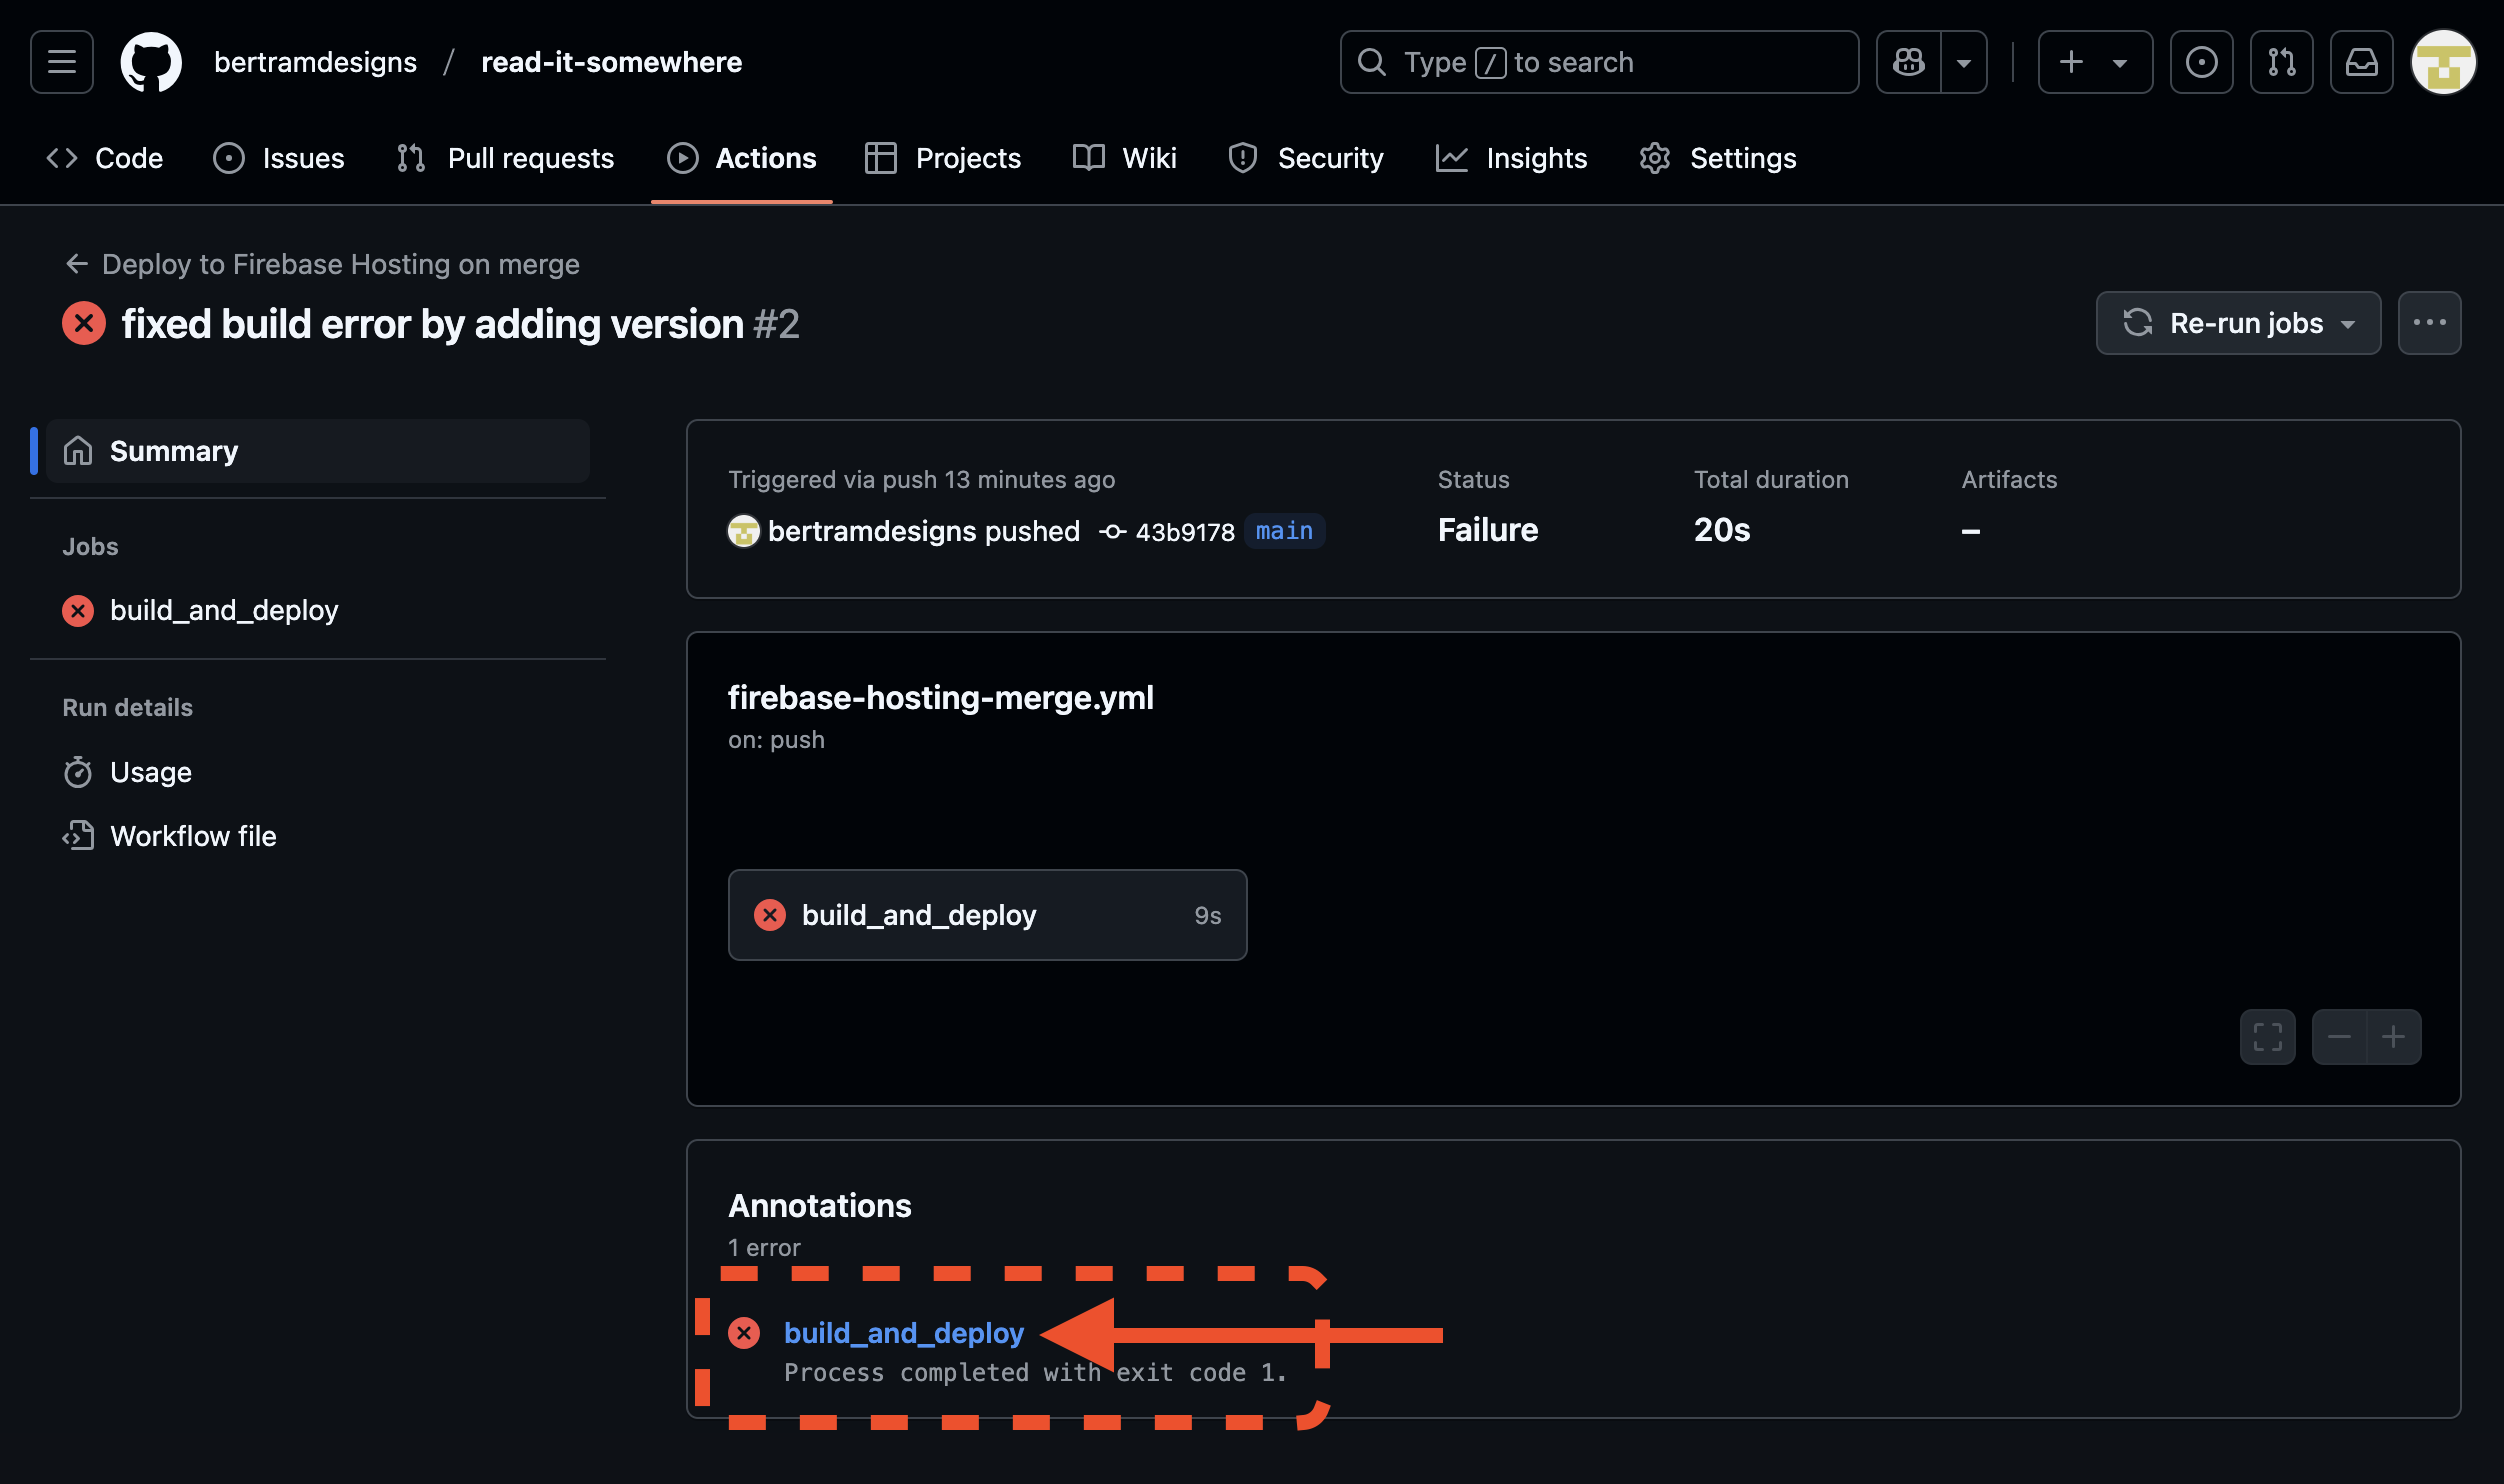 bertramdesigns / read-it-somewhere
Type / to search
Code
Issues
Pull requests
Actions
Projects
Wiki
Security
Insights
Settings
Deploy to Firebase Hosting on merge
fixed build error by adding version #2
Re-run jobs
Summary
Jobs
build_and_deploy
Run details
Usage
Workflow file
Triggered via push 13 minutes ago
bertramdesigns pushed 43b9178 main
Status
Failure
Total duration
20s
Artifacts
–
firebase-hosting-merge.yml
on: push
build_and_deploy 9s
Annotations
1 error
build_and_deploy
Process completed with exit code 1.